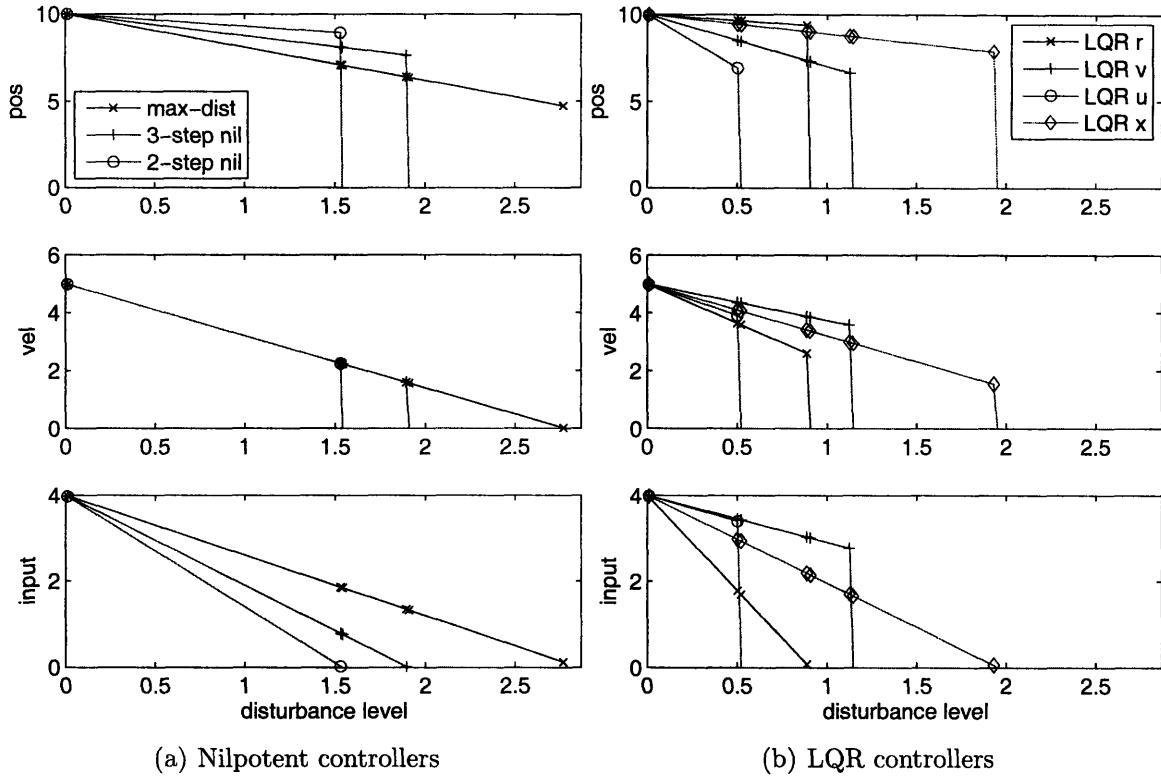 10
5
0
pos
0 0.5 1 1.5 2 2.5
max-dist
3-step nil
2-step nil
6
4
2
0
vel
0 0.5 1 1.5 2 2.5
4
2
0
input
0 0.5 1 1.5 2 2.5
disturbance level
(a) Nilpotent controllers
10
5
0
pos
0 0.5 1 1.5 2 2.5
LQR r
LQR v
LQR u
LQR x
6
4
2
0
vel
0 0.5 1 1.5 2 2.5
4
2
0
input
0 0.5 1 1.5 2 2.5
disturbance level
(b) LQR controllers